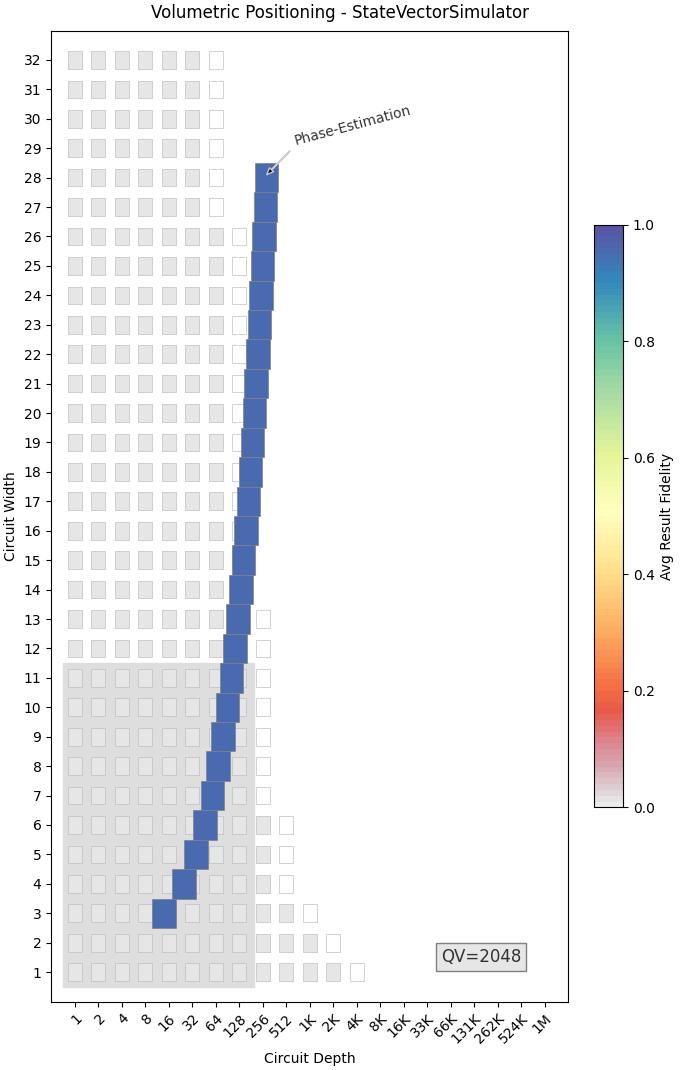 Volumetric Positioning - StateVectorSimulator
32
31
30
29
28
27
26
25
24
23
22
21
20
19
18
17
16
15
14
13
12
11
10
9
8
7
6
5
4
3
2
1
Circuit Width
Phase-Estimation
QV=2048
1
2
4
8
16
32
64
128
256
512
1K
2K
4K
8K
16K
33K
66K
131K
262K
524K
1M
Circuit Depth
1.0
0.8
0.6
0.4
0.2
0.0
Avg Result Fidelity